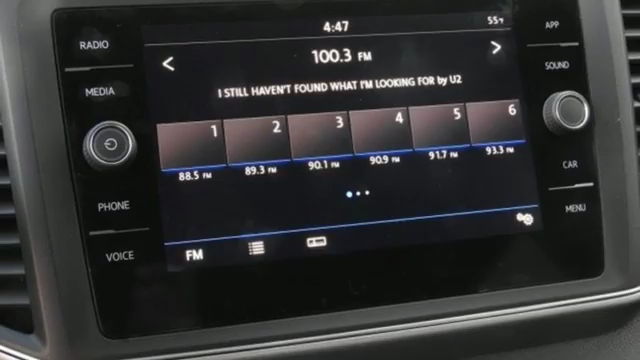 RADIO
MEDIA
PHONE
VOICE
4:47
55°F
100.3 FM
I STILL HAVEN'T FOUND WHAT I'M LOOKING FOR by U2
1 2 3 4 5 6
88.5 FM 89.3 FM 90.1 FM 90.9 FM 91.7 FM 93.3 FM
FM
APP
SOUND
CAR
MENU